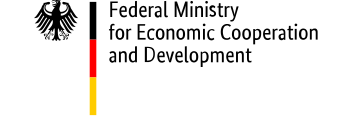 Federal Ministry
for Economic Cooperation
and Development